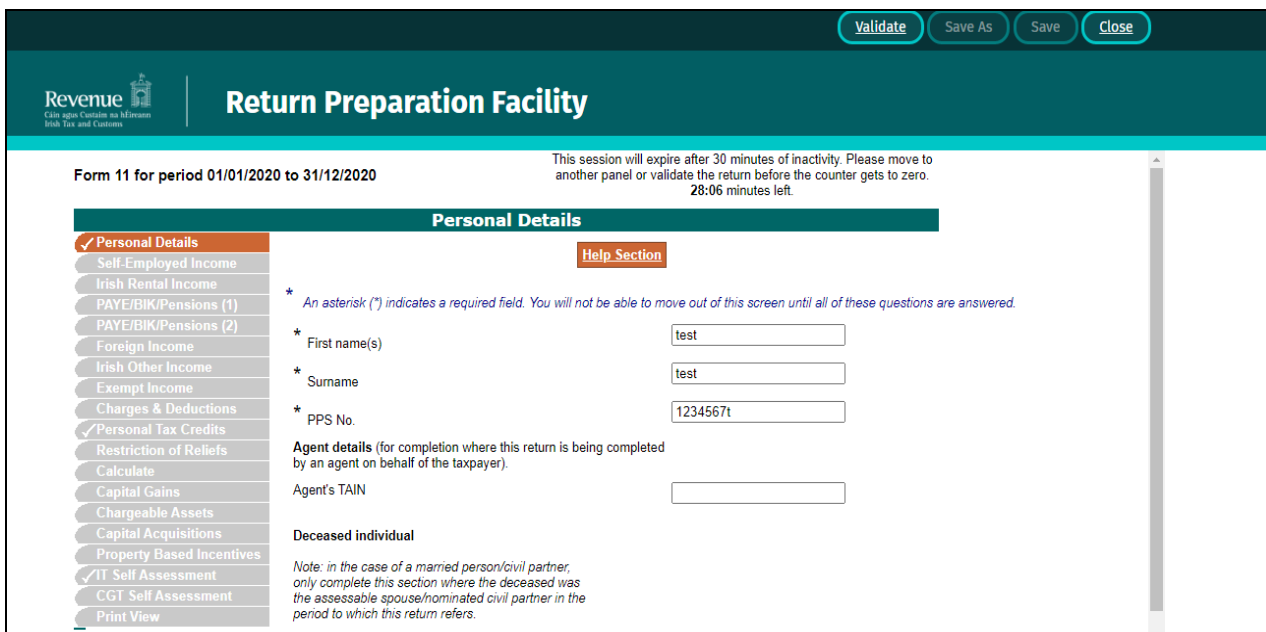 Validate Save As Save Close
Revenue
Cáin agus Custaim na hÉireann
Irish Tax and Customs
Return Preparation Facility
Form 11 for period 01/01/2020 to 31/12/2020
This session will expire after 30 minutes of inactivity. Please move to
another panel or validate the return before the counter gets to zero.
28:06 minutes left.
Personal Details
Personal Details
Self-Employed Income
Irish Rental Income
PAYE/BIK/Pensions (1)
PAYE/BIK/Pensions (2)
Foreign Income
Irish Other Income
Exempt Income
Charges & Deductions
Personal Tax Credits
Restriction of Reliefs
Calculate
Capital Gains
Chargeable Assets
Capital Acquisitions
Property Based Incentives
IT Self Assessment
CGT Self Assessment
Print View
Help Section
* An asterisk (*) indicates a required field. You will not be able to move out of this screen until all of these questions are answered.
* First name(s) test
* Surname test
* PPS No. 1234567t
Agent details (for completion where this return is being completed
by an agent on behalf of the taxpayer).
Agent's TAIN
Deceased individual
Note: in the case of a married person/civil partner,
only complete this section where the deceased was
the assessable spouse/nominated civil partner in the
period to which this return refers.